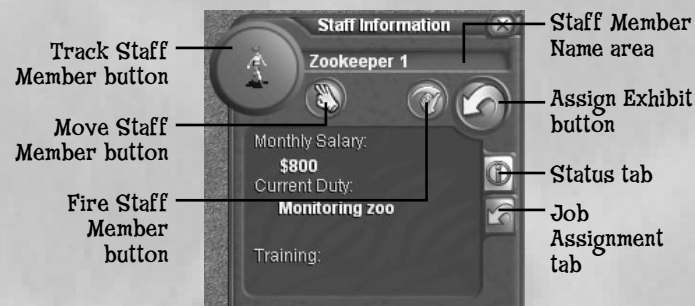 Staff Information
Track Staff
Member button
Zookeeper 1
Staff Member
Name area
Move Staff
Member button
Assign Exhibit
button
Monthly Salary:
$800
Current Duty:
Monitoring zoo
Fire Staff
Member
button
Status tab
Job
Assignment
tab
Training: